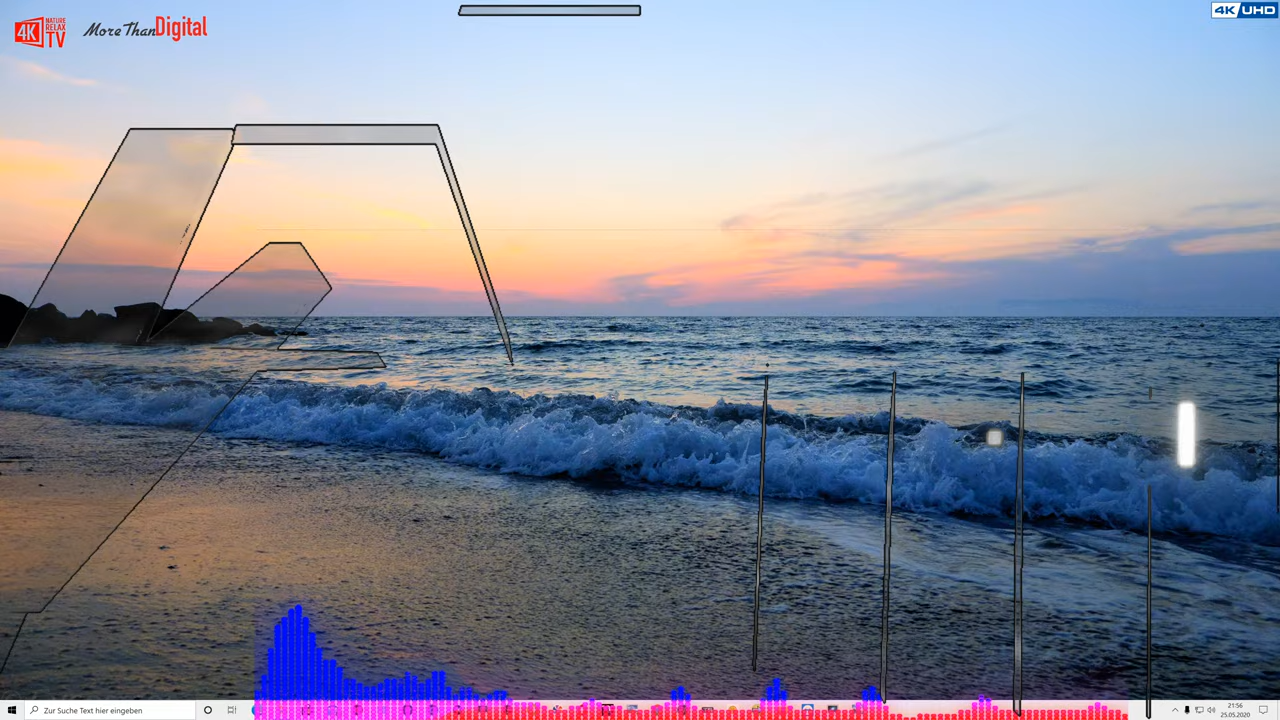 4K NATURE
RELAX
TV
More Than Digital
4K UHD
Zur Suche Text hier eingeben
21:56
25.05.2020